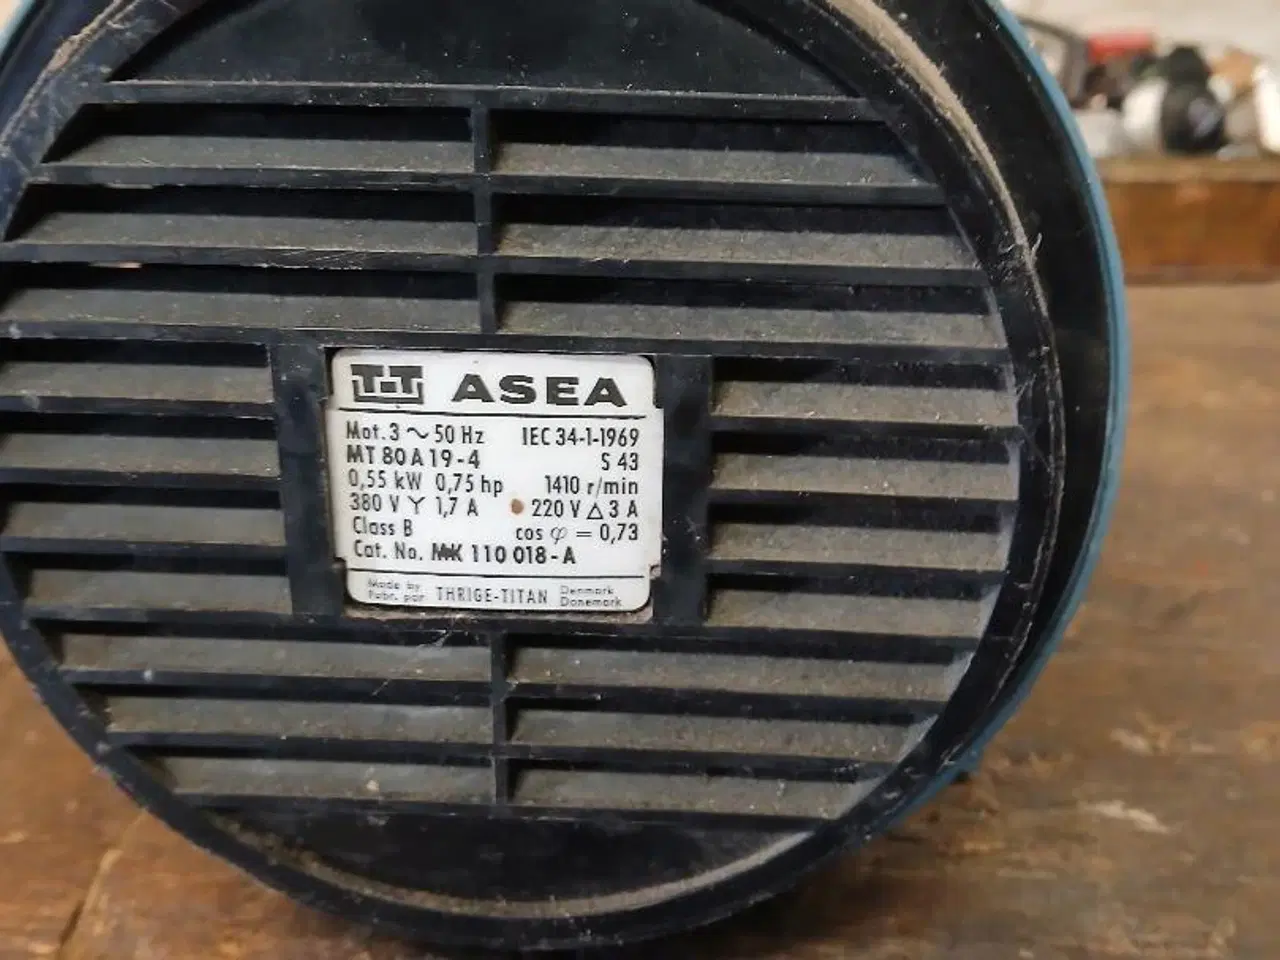 T-T ASEA
Mot. 3 ~ 50 Hz IEC 34-1-1969
MT 80 A 19-4 S 43
0,55 kW 0,75 hp 1410 r/min
380 V Y 1,7 A 220 V △ 3 A
Class B cos φ = 0,73
Cat. No. MK 110 018-A
Made by THRIGE-TITAN Denmark
Fabr. par Danemark